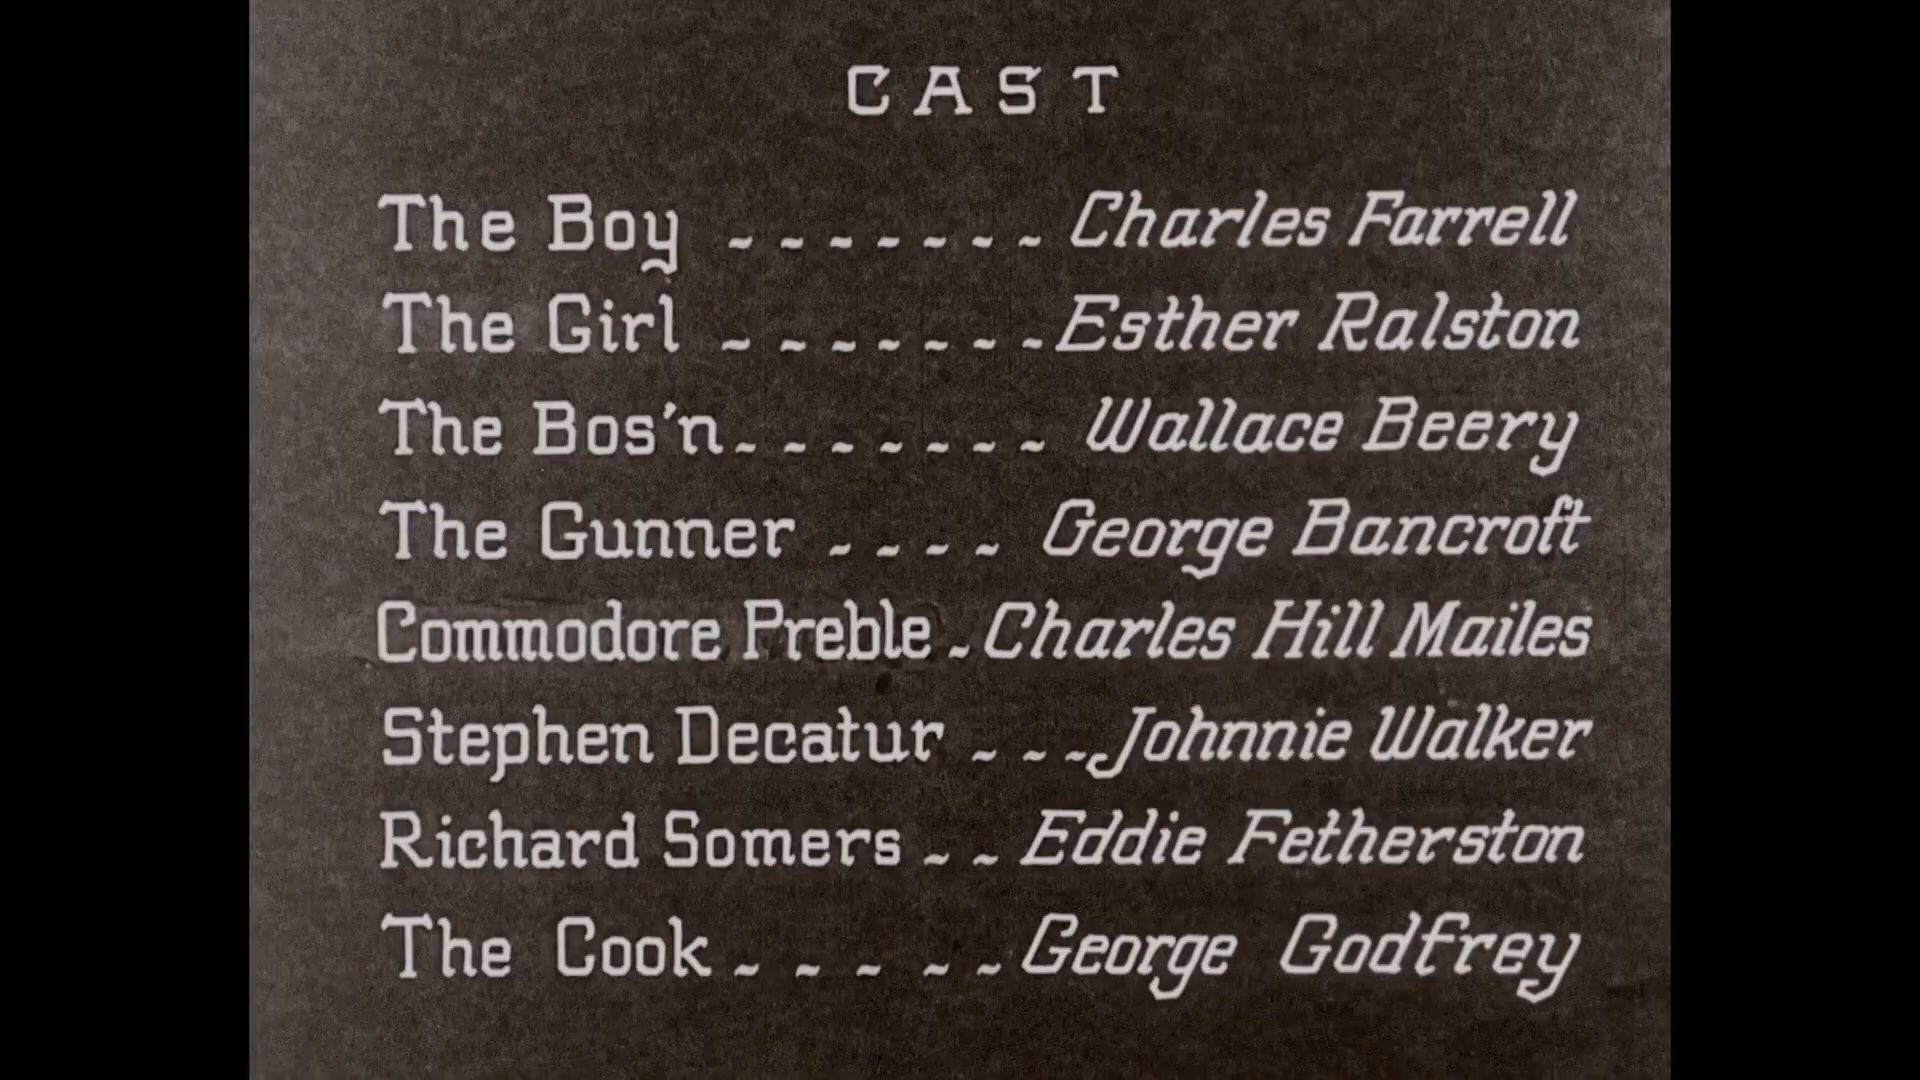 CAST
The Boy - - - - - - - Charles Farrell
The Girl - - - - - - - Esther Ralston
The Bos'n - - - - - - - Wallace Beery
The Gunner - - - - George Bancroft
Commodore Preble - Charles Hill Mailes
Stephen Decatur - - - Johnnie Walker
Richard Somers - - Eddie Fetherston
The Cook - - - - - George Godfrey